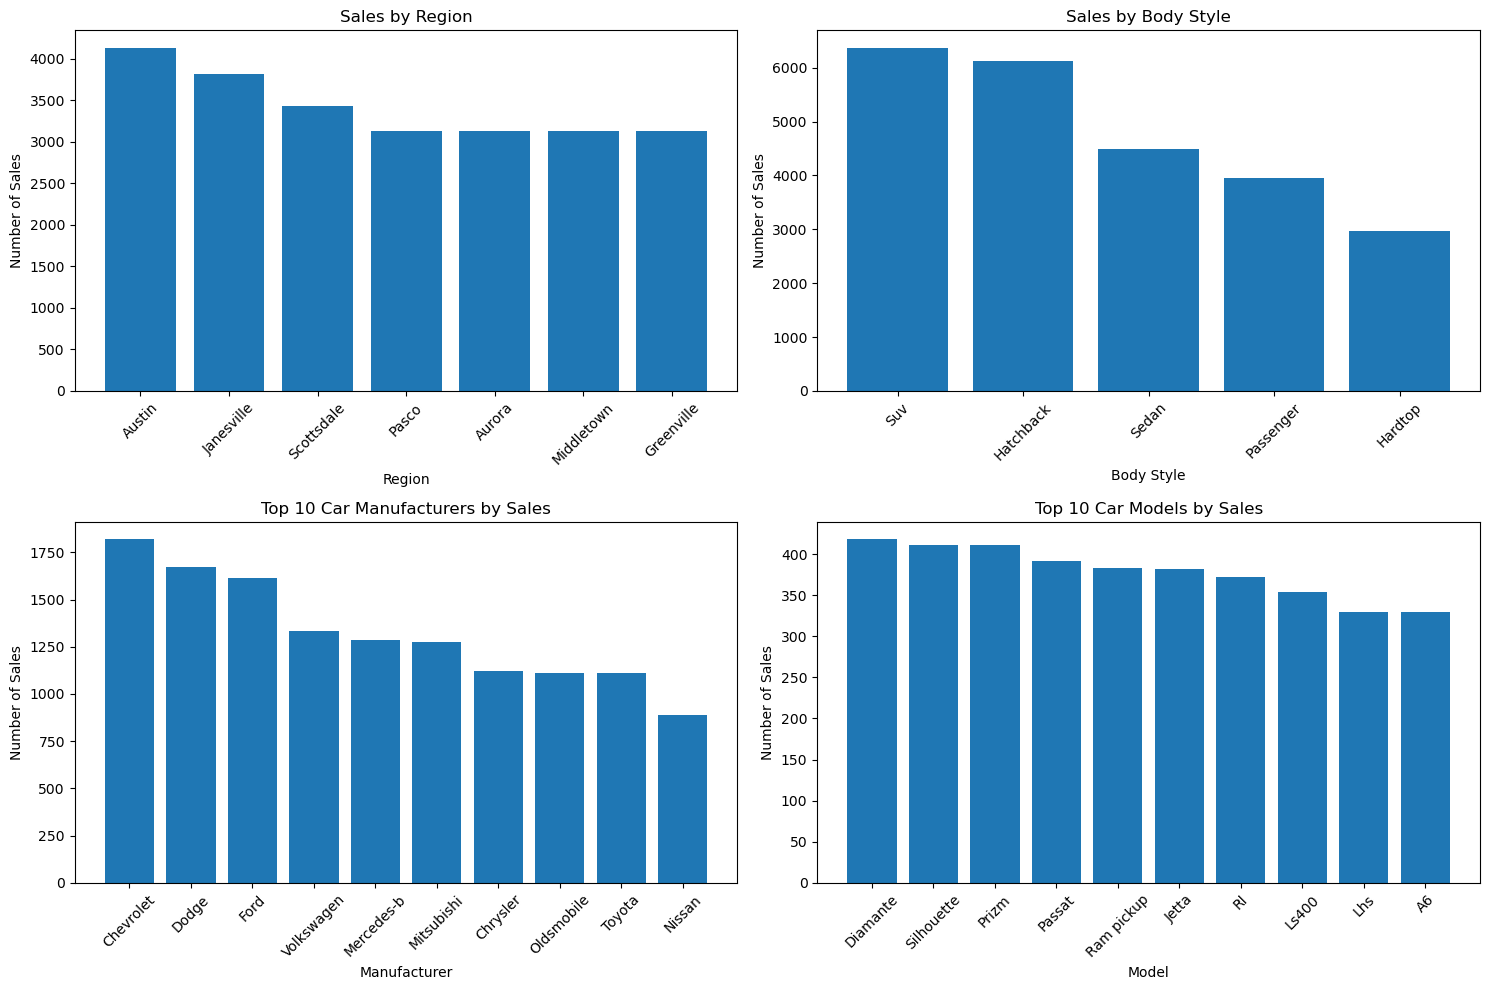 Sales by Region
4000
3500
3000
2500
2000
1500
1000
500
0
Number of Sales
Austin
Janesville
Scottsdale
Pasco
Aurora
Middletown
Greenville
Region
Sales by Body Style
6000
5000
4000
3000
2000
1000
0
Number of Sales
Suv
Hatchback
Sedan
Passenger
Hardtop
Body Style
Top 10 Car Manufacturers by Sales
1750
1500
1250
1000
750
500
250
0
Number of Sales
Chevrolet
Dodge
Ford
Volkswagen
Mercedes-b
Mitsubishi
Chrysler
Oldsmobile
Toyota
Nissan
Manufacturer
Top 10 Car Models by Sales
400
350
300
250
200
150
100
50
0
Number of Sales
Diamante
Silhouette
Prizm
Passat
Ram pickup
Jetta
Rl
Ls400
Lhs
A6
Model